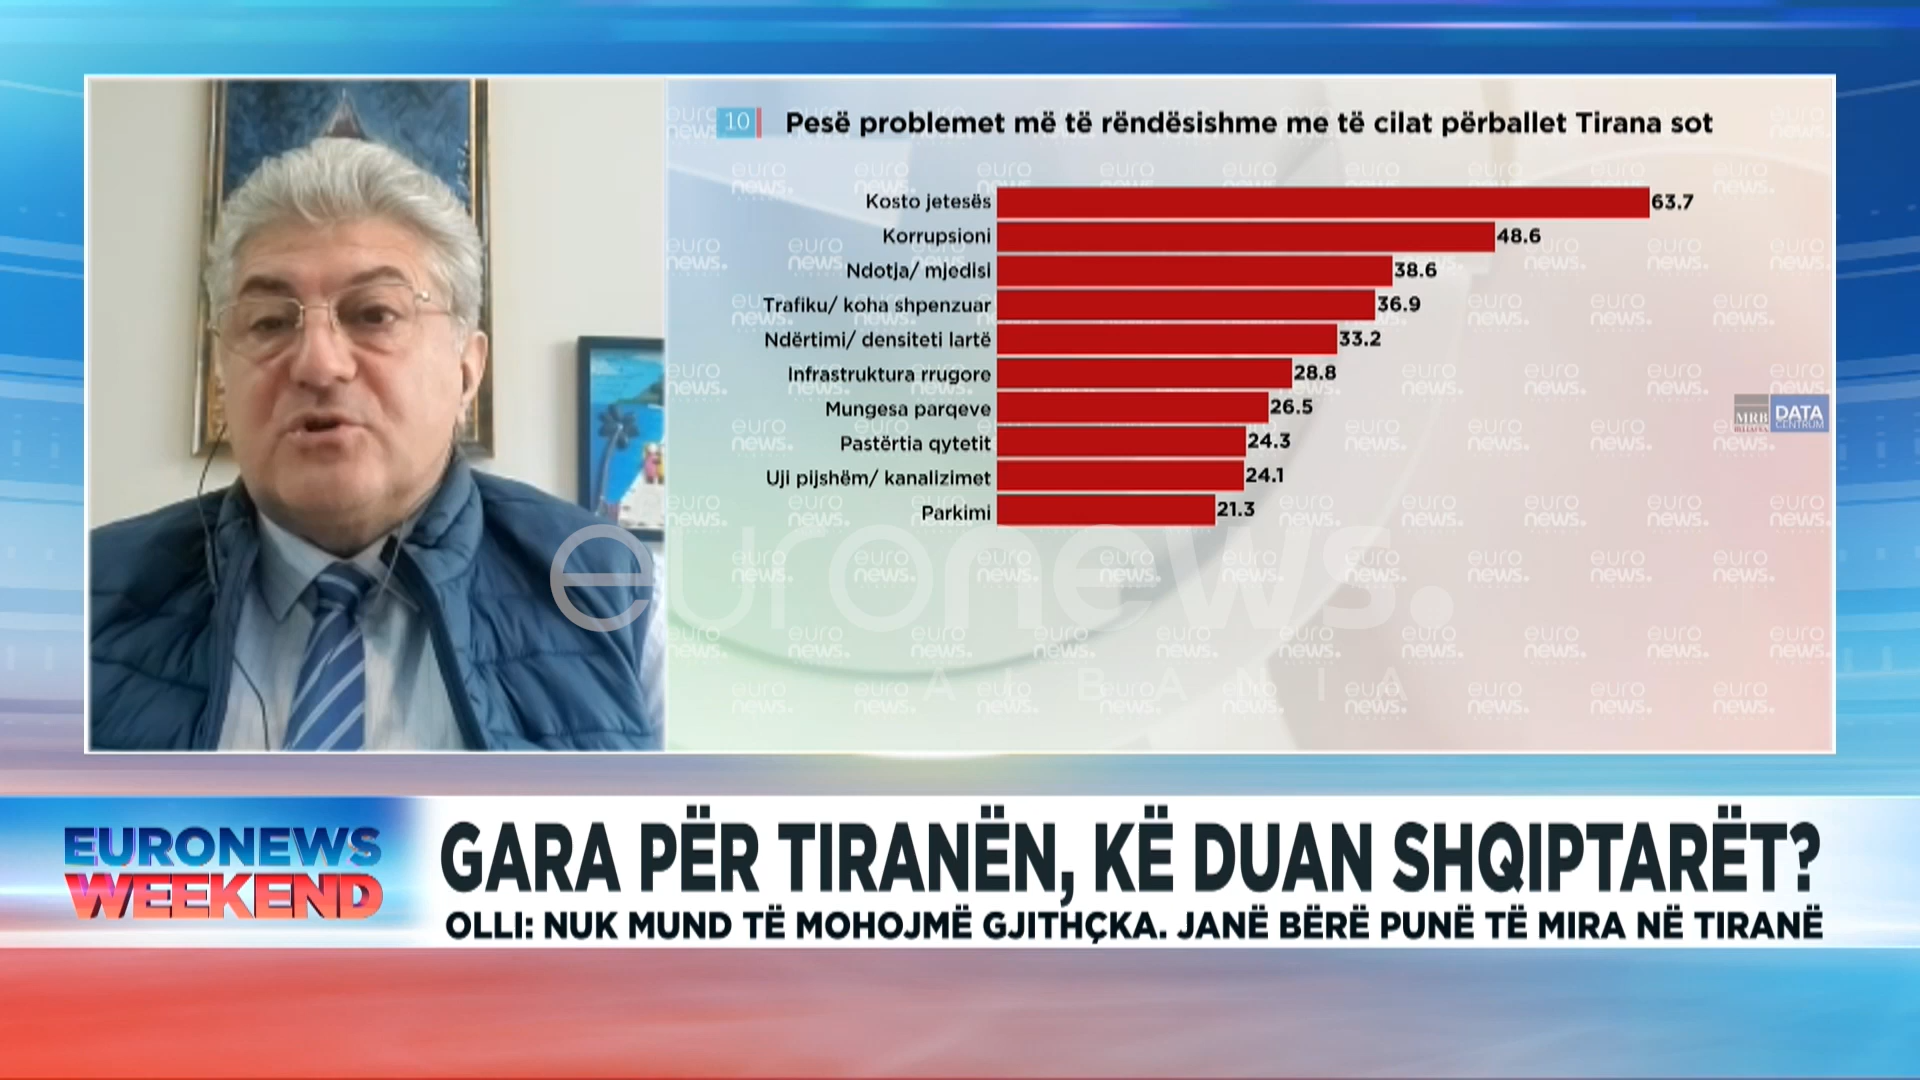 10
Pesë problemet më të rëndësishme me të cilat përballet Tirana sot
Kosto jetesës 63.7
Korrupsioni 48.6
Ndotja/ mjedisi 38.6
Trafiku/ koha shpenzuar 36.9
Ndërtimi/ densiteti lartë 33.2
Infrastruktura rrugore 28.8
Mungesa parqeve 26.5
Pastërtia qytetit 24.3
Uji pijshëm/ kanalizimet 24.1
Parkimi 21.3
MRB
DATA
CENTRUM
euronews.
ALBANIA
EURONEWS
WEEKEND
GARA PËR TIRANËN, KË DUAN SHQIPTARËT?
OLLI: NUK MUND TË MOHOJMË GJITHÇKA. JANË BËRË PUNË TË MIRA NË TIRANË